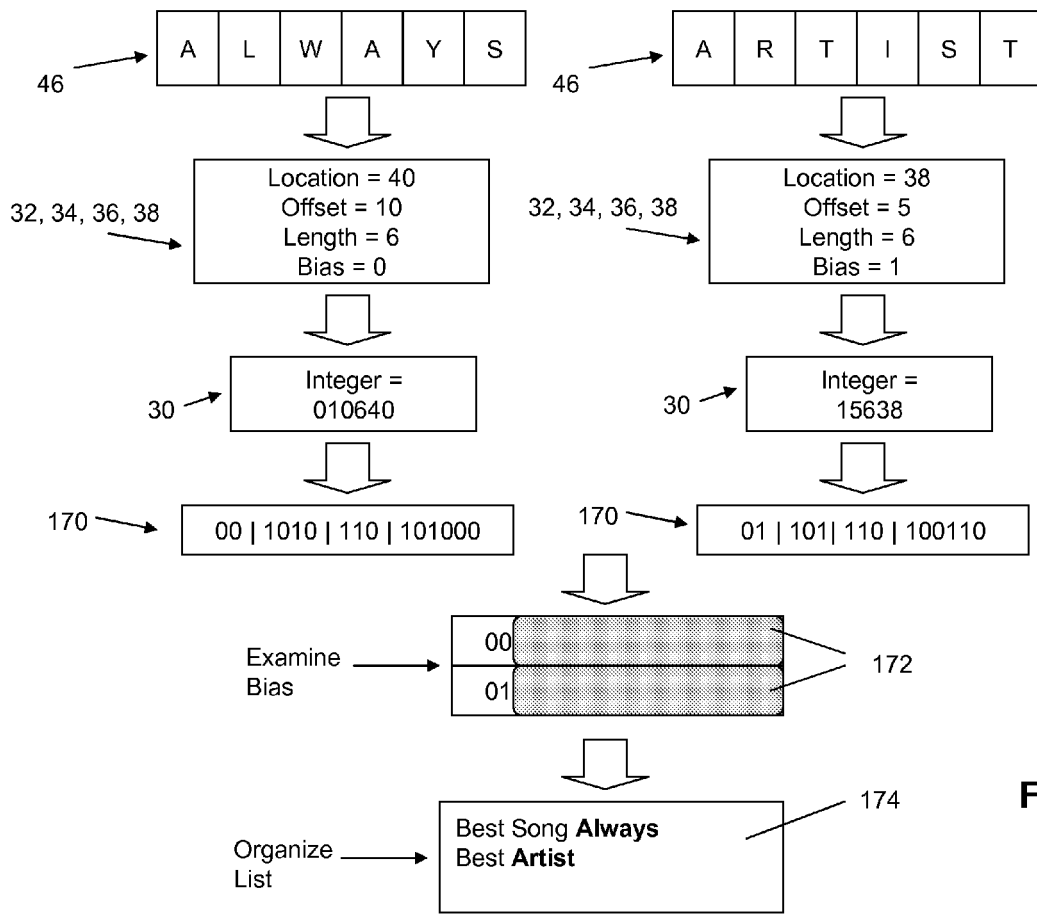 A L W A Y S
A R T I S T
46
46
Location = 40
Offset = 10
Length = 6
Bias = 0
Location = 38
Offset = 5
Length = 6
Bias = 1
32, 34, 36, 38
32, 34, 36, 38
Integer =
010640
Integer =
15638
30
30
170
00 | 1010 | 110 | 101000
170
01 | 101| 110 | 100110
Examine
Bias
00
01
172
174
Organize
List
Best Song Always
Best Artist
F